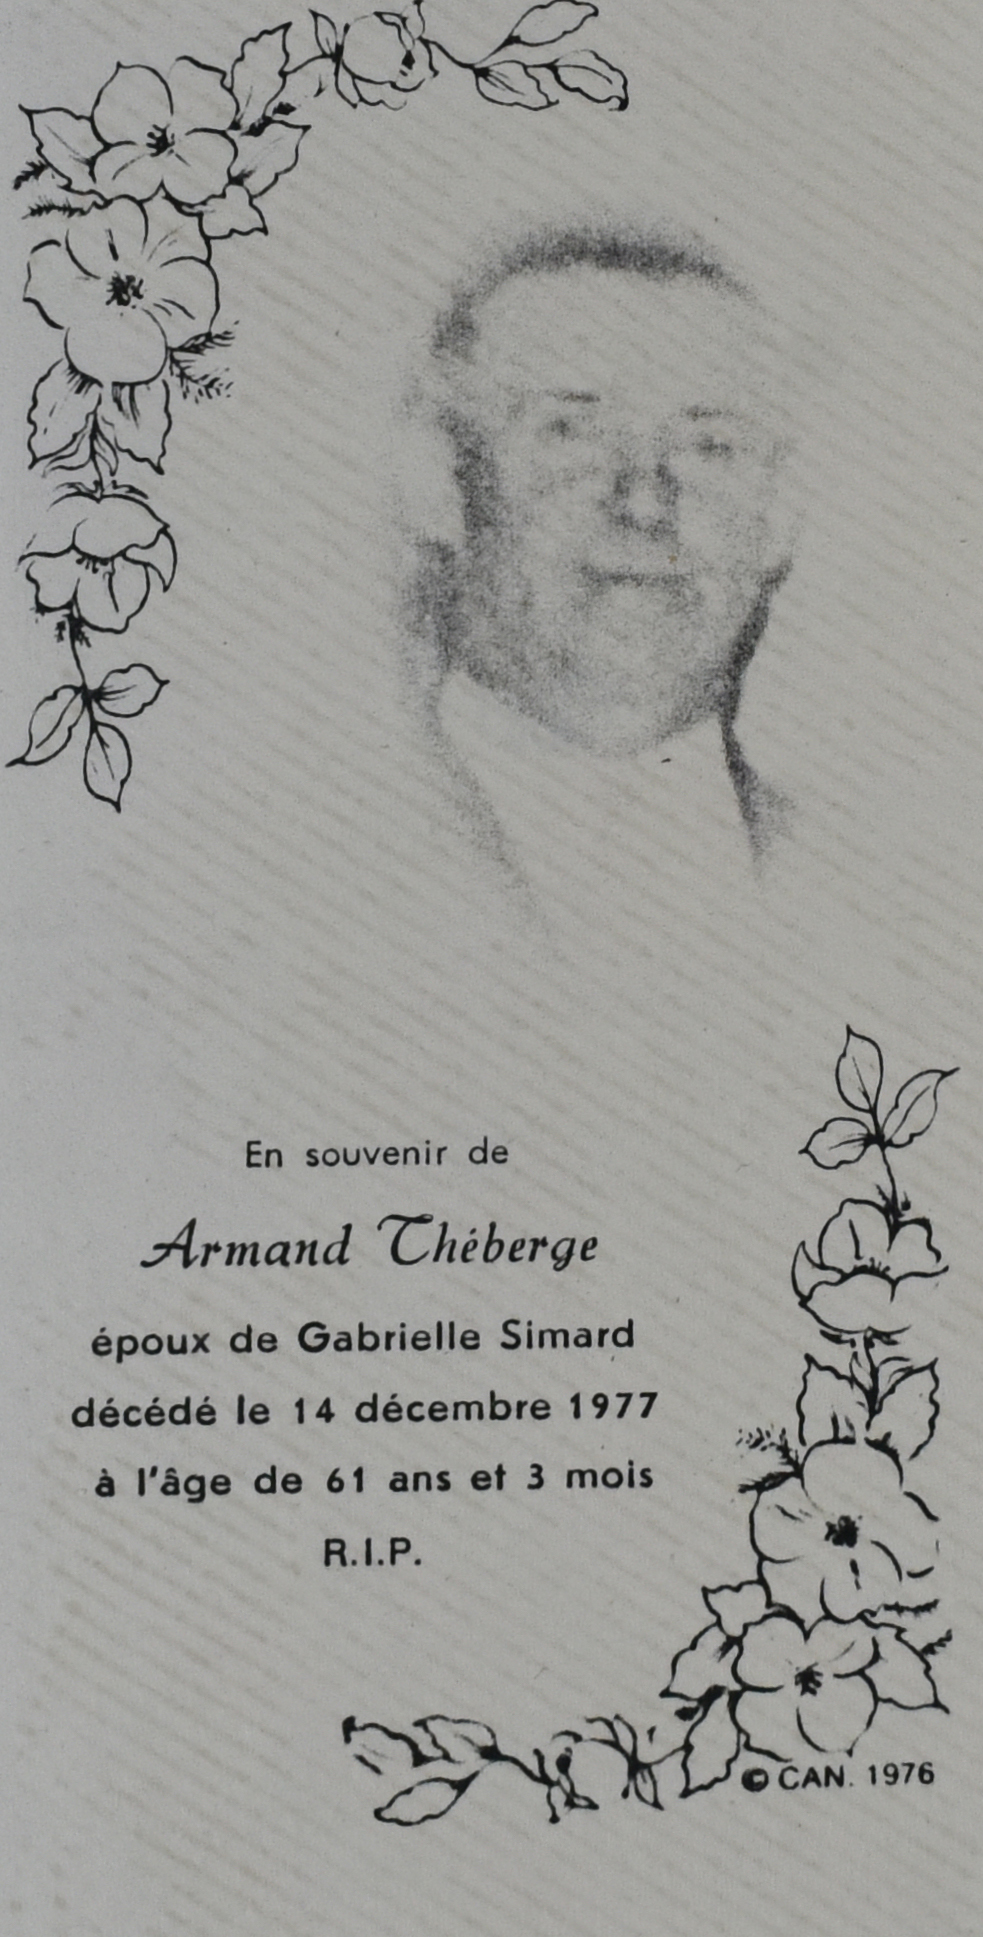 En souvenir de
Armand Théberge
époux de Gabrielle Simard
décédé le 14 décembre 1977
à l'âge de 61 ans et 3 mois
R.I.P.
© CAN. 1976